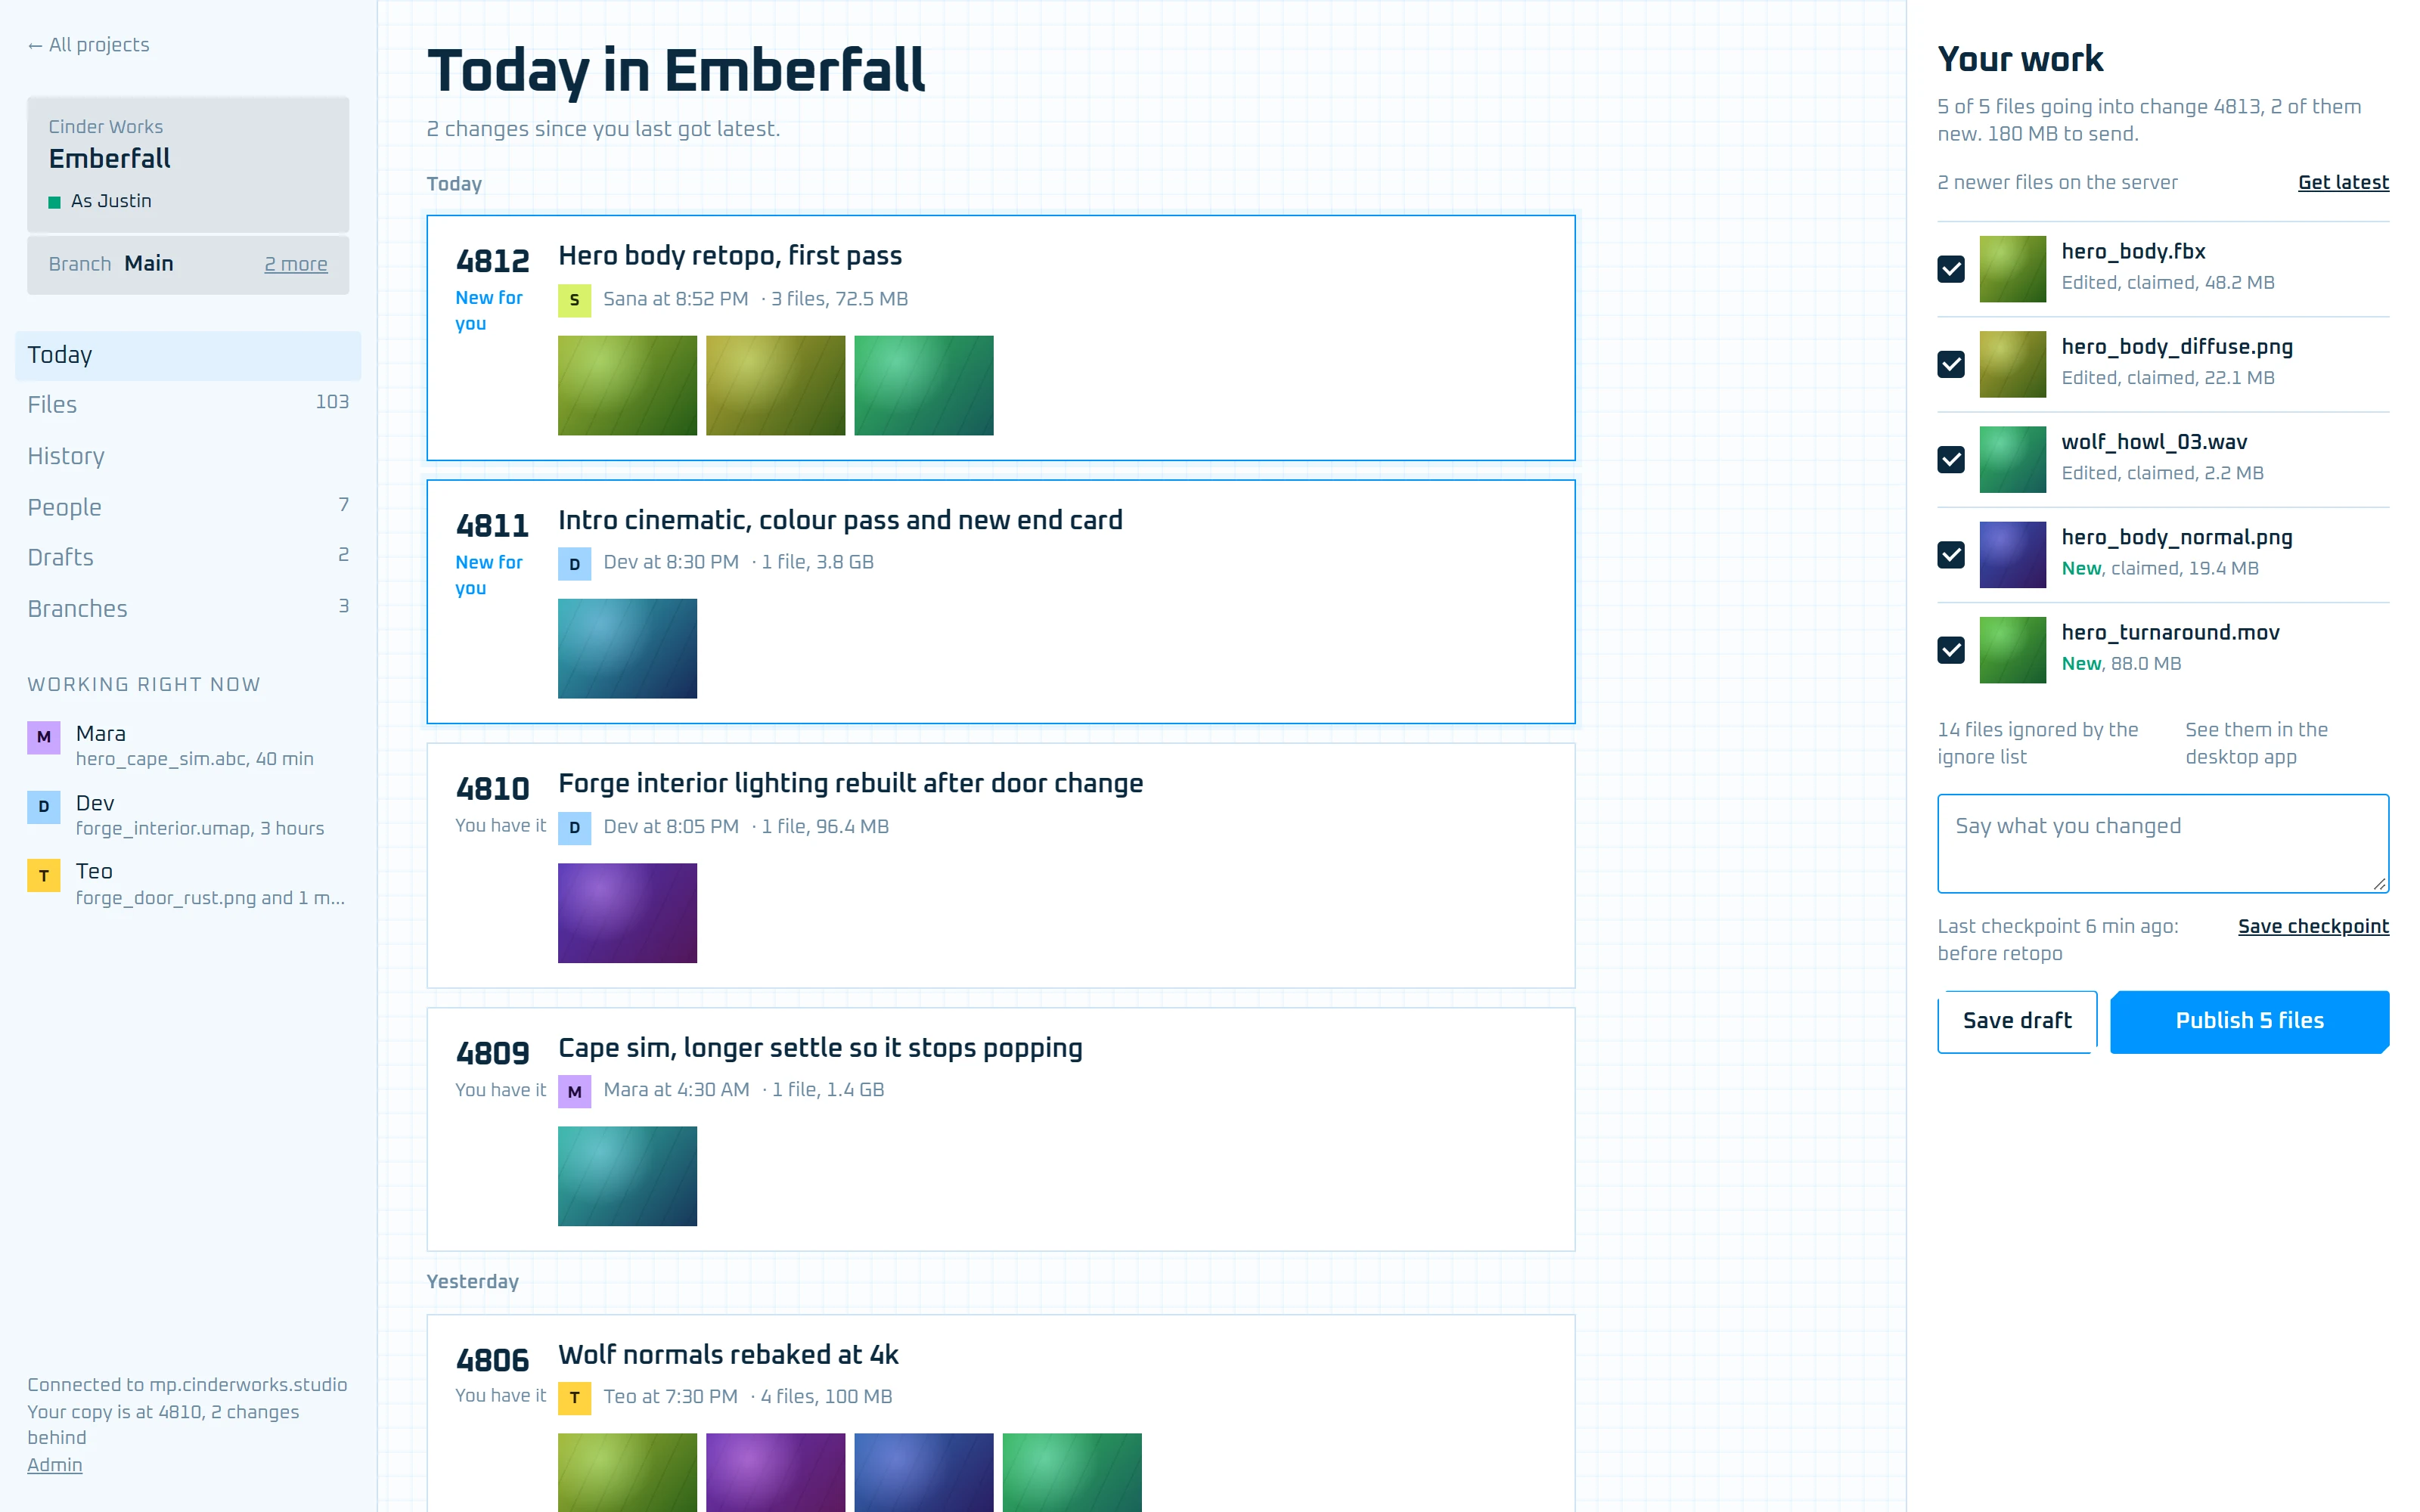 ← All projects
Cinder Works
Emberfall
As Justin
Branch Main 2 more
Today
Files 103
History
People 7
Drafts 2
Branches 3
WORKING RIGHT NOW
M Mara
hero_cape_sim.abc, 40 min
D Dev
forge_interior.umap, 3 hours
T Teo
forge_door_rust.png and 1 m...
Connected to mp.cinderworks.studio
Your copy is at 4810, 2 changes
behind
Admin
Today in Emberfall
2 changes since you last got latest.
Today
4812 Hero body retopo, first pass
New for
you
S Sana at 8:52 PM · 3 files, 72.5 MB
4811 Intro cinematic, colour pass and new end card
New for
you
D Dev at 8:30 PM · 1 file, 3.8 GB
4810 Forge interior lighting rebuilt after door change
You have it D Dev at 8:05 PM · 1 file, 96.4 MB
4809 Cape sim, longer settle so it stops popping
You have it M Mara at 4:30 AM · 1 file, 1.4 GB
Yesterday
4806 Wolf normals rebaked at 4k
You have it T Teo at 7:30 PM · 4 files, 100 MB
Your work
5 of 5 files going into change 4813, 2 of them
new. 180 MB to send.
2 newer files on the server Get latest
hero_body.fbx
Edited, claimed, 48.2 MB
hero_body_diffuse.png
Edited, claimed, 22.1 MB
wolf_howl_03.wav
Edited, claimed, 2.2 MB
hero_body_normal.png
New, claimed, 19.4 MB
hero_turnaround.mov
New, 88.0 MB
14 files ignored by the
ignore list
See them in the
desktop app
Say what you changed
Last checkpoint 6 min ago:
before retopo
Save checkpoint
Save draft Publish 5 files